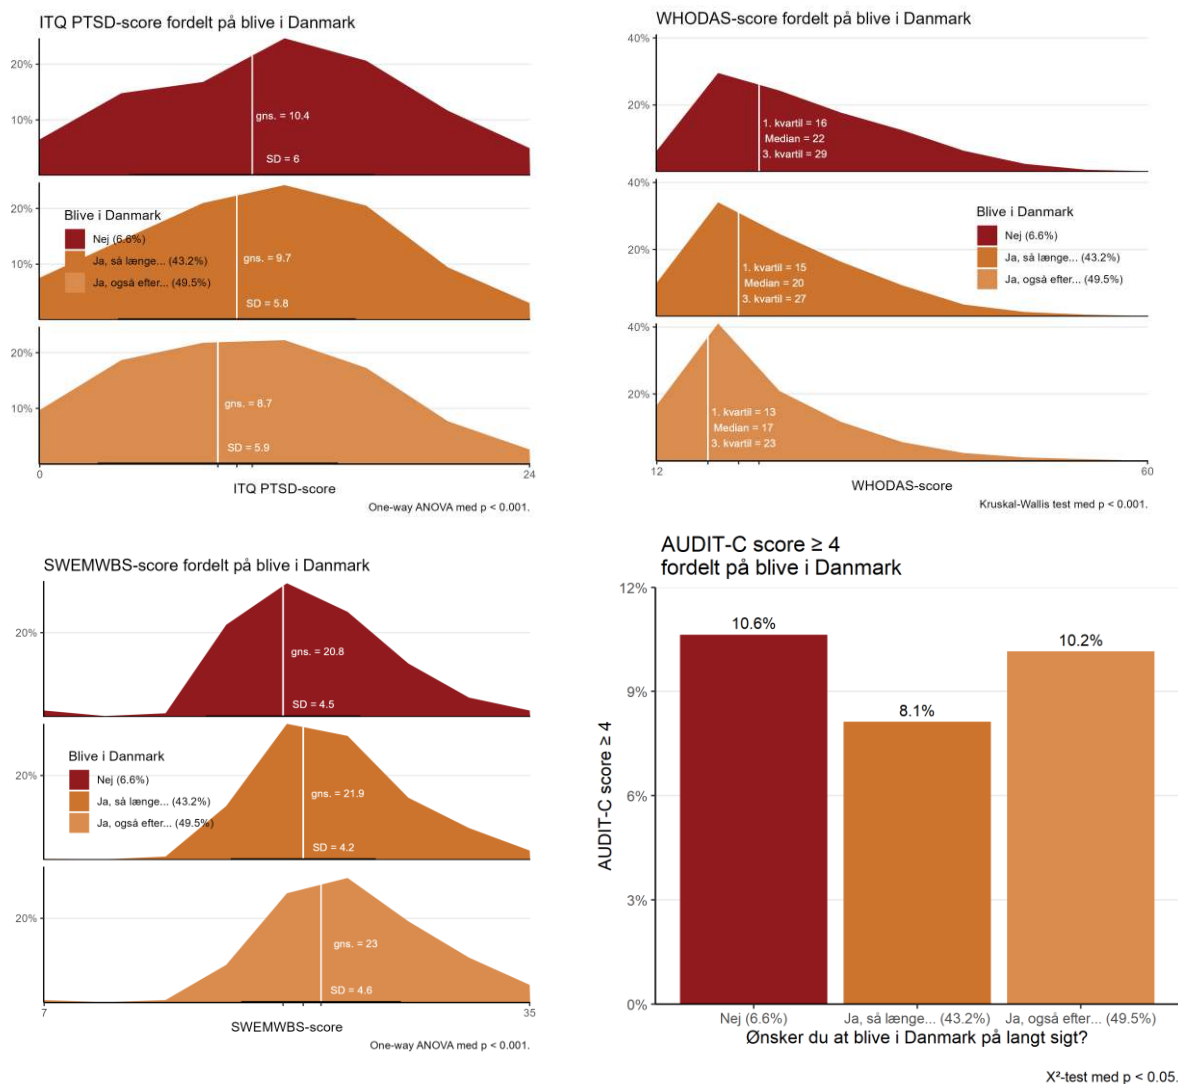 ITQ PTSD-score fordelt på blive i Danmark
20%
10%
gns. = 10.4
SD = 6
20%
10%
Blive i Danmark
Nej (6.6%)
Ja, så længe... (43.2%)
Ja, også efter... (49.5%)
gns. = 9.7
SD = 5.8
20%
10%
gns. = 8.7
SD = 5.9
0
24
ITQ PTSD-score
One-way ANOVA med p < 0.001.
WHODAS-score fordelt på blive i Danmark
40%
20%
1. kvartil = 16
Median = 22
3. kvartil = 29
40%
20%
1. kvartil = 15
Median = 20
3. kvartil = 27
Blive i Danmark
Nej (6.6%)
Ja, så længe... (43.2%)
Ja, også efter... (49.5%)
40%
20%
1. kvartil = 13
Median = 17
3. kvartil = 23
12
60
WHODAS-score
Kruskal-Wallis test med p < 0.001.
SWEMWBS-score fordelt på blive i Danmark
20%
gns. = 20.8
SD = 4.5
20%
Blive i Danmark
Nej (6.6%)
Ja, så længe... (43.2%)
Ja, også efter... (49.5%)
gns. = 21.9
SD = 4.2
20%
gns. = 23
SD = 4.6
7
35
SWEMWBS-score
One-way ANOVA med p < 0.001.
AUDIT-C score ≥ 4
fordelt på blive i Danmark
12%
9%
6%
3%
0%
AUDIT-C score ≥ 4
10.6%
8.1%
10.2%
Nej (6.6%)
Ja, så længe... (43.2%)
Ja, også efter... (49.5%)
Ønsker du at blive i Danmark på langt sigt?
X²-test med p < 0.05.